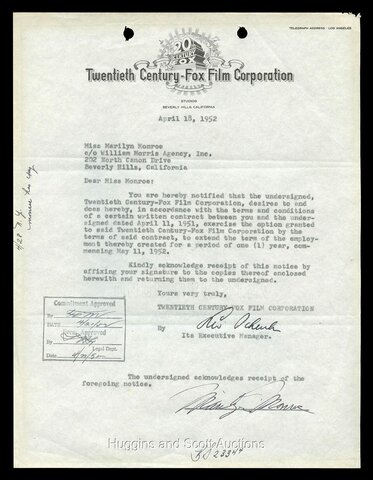 TELEGRAPH ADDRESS - LOS ANGELES
20TH
CENTURY
FOX
Twentieth Century-Fox Film Corporation
STUDIOS
BEVERLY HILLS, CALIFORNIA
April 18, 1952
Miss Marilyn Monroe
c/o William Morris Agency, Inc.
202 North Canon Drive
Beverly Hills, California
Dear Miss Monroe:
You are hereby notified that the undersigned,
Twentieth Century-Fox Film Corporation, desires to and
does hereby, in accordance with the terms and conditions
of a certain written contract between you and the under-
signed dated April 11, 1951, exercise the option granted
to said Twentieth Century-Fox Film Corporation by the
terms of said contract, to extend the term of the employ-
ment thereby created for a period of one (1) year, com-
mencing May 11, 1952.
Kindly acknowledge receipt of this notice by
affixing your signature to the copies thereof enclosed
herewith and returning them to the undersigned.
Yours very truly,
TWENTIETH CENTURY-FOX FILM CORPORATION
By
Its Executive Manager.
Commitment Approved
By
DATE
Approved
By
Legal Dept.
Date
The undersigned acknowledges receipt of the
foregoing notice.
Marilyn Monroe
Huggins and Scott Auctions
23344